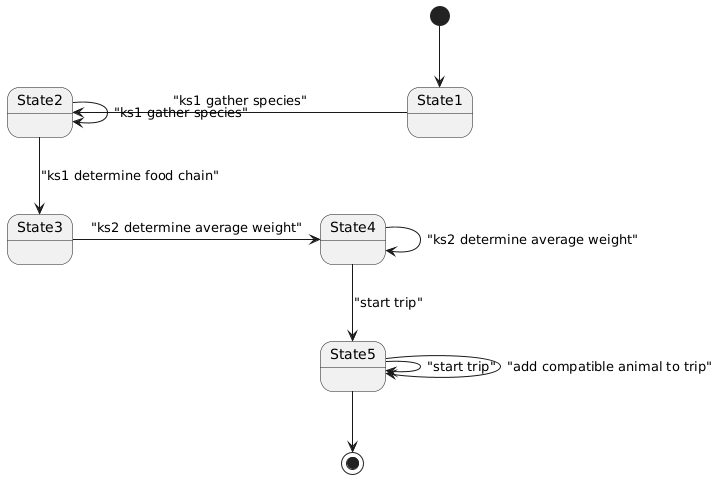 State2
"ks1 gather species"
"ks1 gather species"
State1
"ks1 determine food chain"
State3
"ks2 determine average weight"
State4
"ks2 determine average weight"
"start trip"
State5
"start trip"
"add compatible animal to trip"